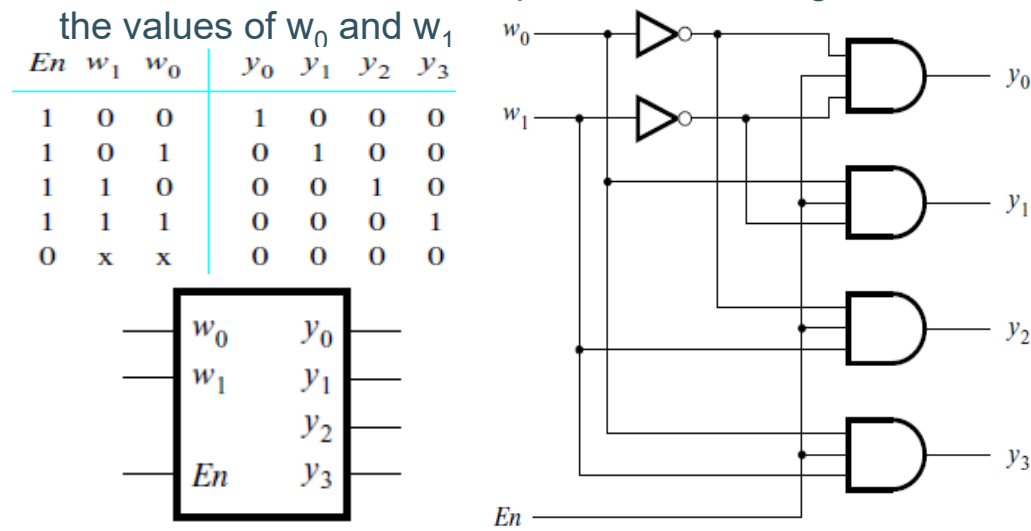 the values of w₀ and w₁
En w₁ w₀ y₀ y₁ y₂ y₃
1 0 0 1 0 0 0
1 0 1 0 1 0 0
1 1 0 0 0 1 0
1 1 1 0 0 0 1
0 x x 0 0 0 0
w₀ y₀
w₁ y₁
y₂
En y₃
w₀
w₁
y₀
y₁
y₂
y₃
En